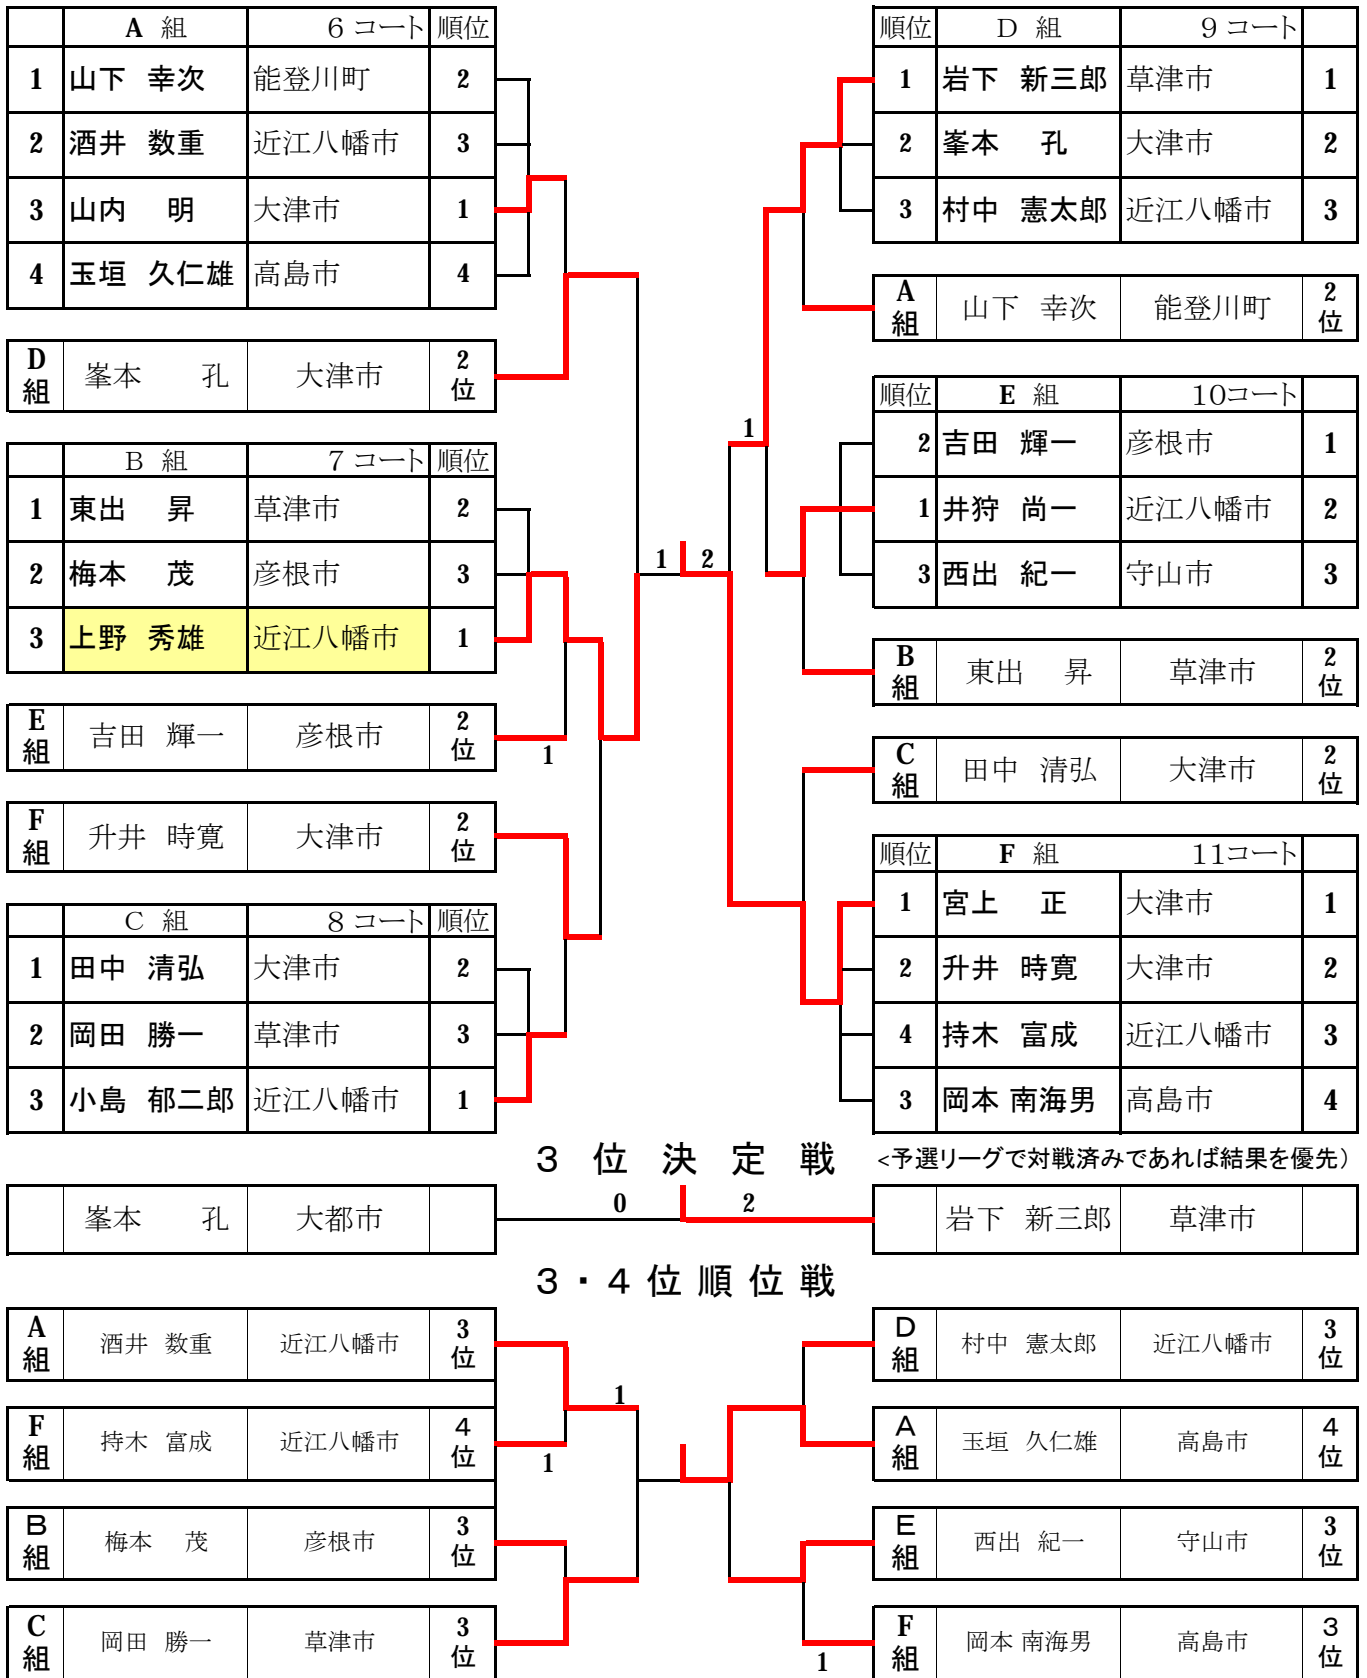 A 組 6 コート 順位
1 山下 幸次 能登川町 2
2 酒井 数重 近江八幡市 3
3 山内 明 大津市 1
4 玉垣 久仁雄 高島市 4
D組 峯本 孔 大津市 2位
B 組 7 コート 順位
1 東出 昇 草津市 2
2 梅本 茂 彦根市 3
3 上野 秀雄 近江八幡市 1
E組 吉田 輝一 彦根市 2位
1
F組 升井 時寛 大津市 2位
C 組 8 コート 順位
1 田中 清弘 大津市 2
2 岡田 勝一 草津市 3
3 小島 郁二郎 近江八幡市 1
1 2
1
順位 D 組 9 コート
1 岩下 新三郎 草津市 1
2 峯本 孔 大津市 2
3 村中 憲太郎 近江八幡市 3
A組 山下 幸次 能登川町 2位
順位 E 組 10コート
2 吉田 輝一 彦根市 1
1 井狩 尚一 近江八幡市 2
3 西出 紀一 守山市 3
B組 東出 昇 草津市 2位
C組 田中 清弘 大津市 2位
順位 F 組 11コート
1 宮上 正 大津市 1
2 升井 時寛 大津市 2
4 持木 富成 近江八幡市 3
3 岡本 南海男 高島市 4
3 位 決 定 戦 <予選リーグで対戦済みであれば結果を優先）
峯本 孔 大都市 0 2 岩下 新三郎 草津市
3・4 位 順 位 戦
A組 酒井 数重 近江八幡市 3位
1
F組 持木 富成 近江八幡市 4位
1
B組 梅本 茂 彦根市 3位
C組 岡田 勝一 草津市 3位
D組 村中 憲太郎 近江八幡市 3位
A組 玉垣 久仁雄 高島市 4位
E組 西出 紀一 守山市 3位
F組 岡本 南海男 高島市 3位
1